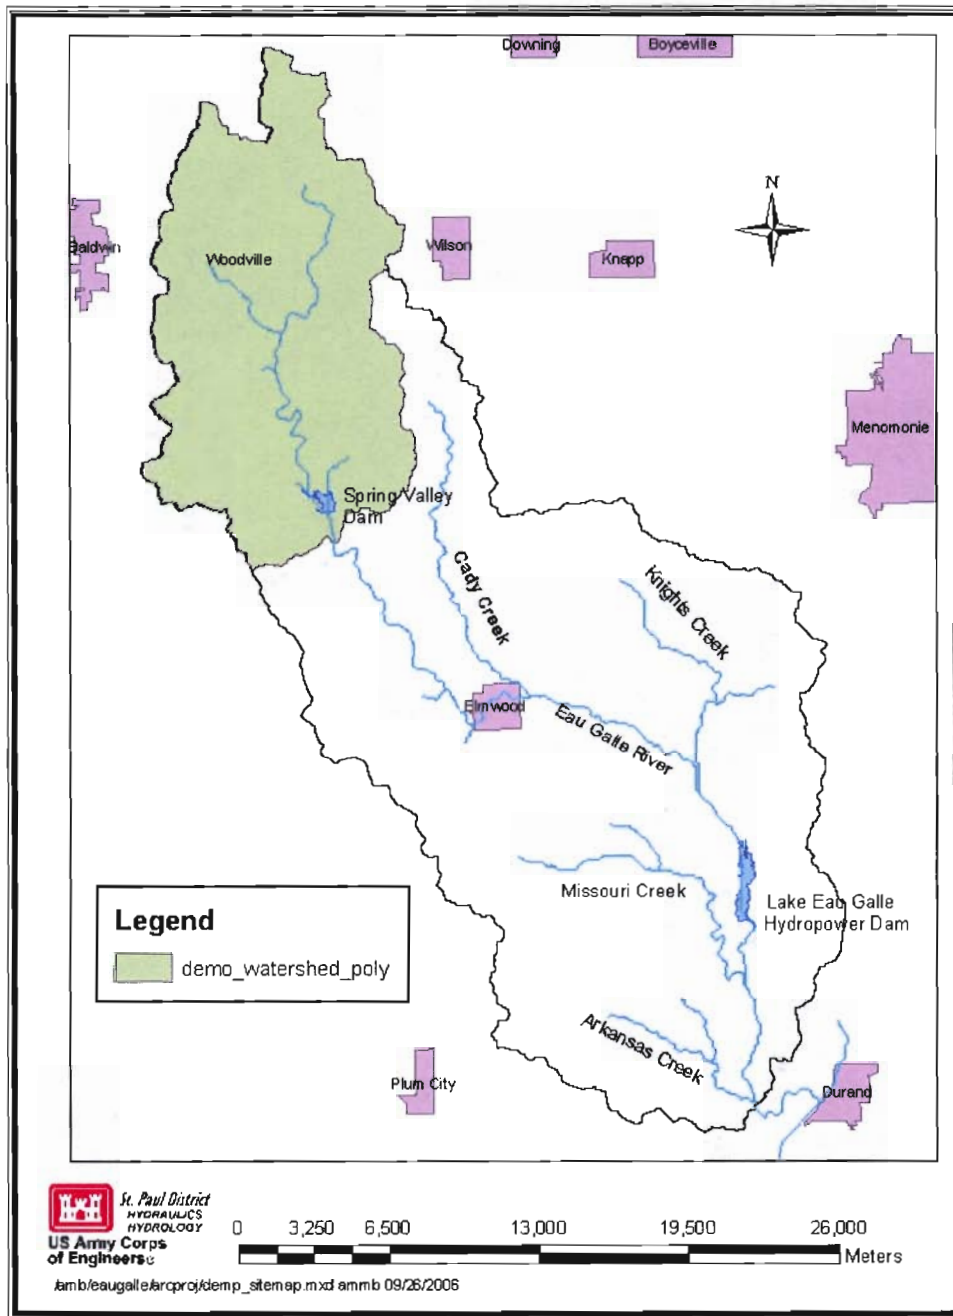 Downing
Boyceville
N
Baldwin
Woodville
Wilson
Knapp
Menomonie
Spring Valley
Dam
Cady Creek
Knights Creek
Elmwood
Eau Galle River
Missouri Creek
Lake Eau Galle
Hydropower Dam
Legend
demo_watershed_poly
Arkansas Creek
Plum City
Durand
St. Paul District
HYDRAULICS
HYDROLOGY
US Army Corps
of Engineers®
0 3,250 6,500 13,000 19,500 26,000
Meters
/amb/eaugalle/arcproj/demp_sitemap.mxd ammb 09/26/2006